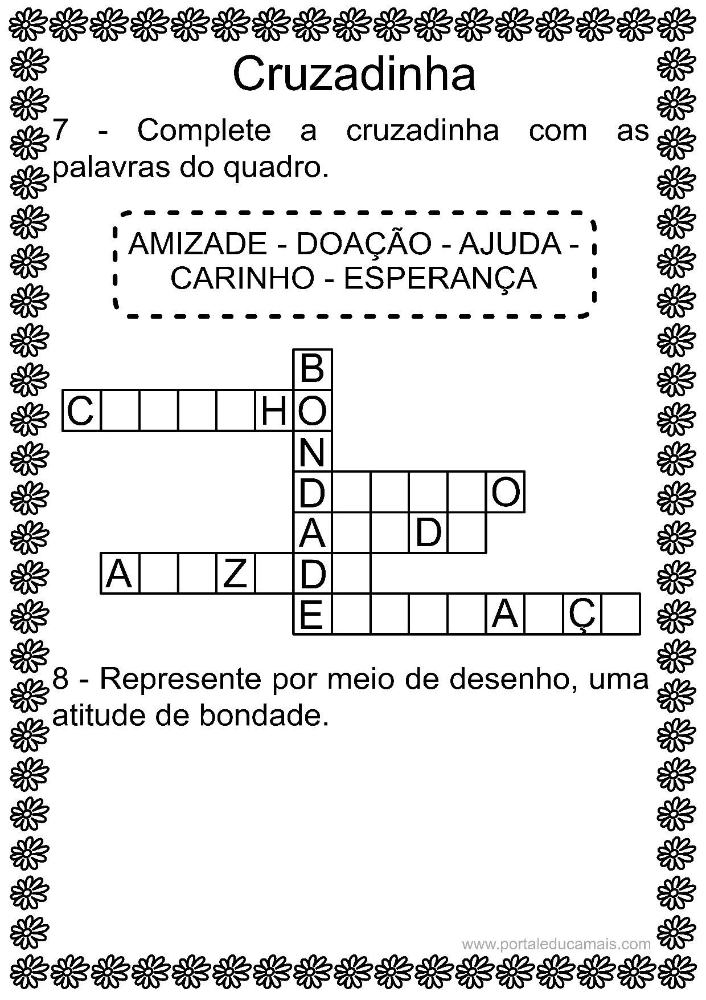 Cruzadinha
7 - Complete a cruzadinha com as
palavras do quadro.
AMIZADE - DOAÇÃO - AJUDA -
CARINHO - ESPERANÇA
B
C H O
N
D O
A D
A Z D
E A Ç
8 - Represente por meio de desenho, uma
atitude de bondade.
www.portaleducamais.com